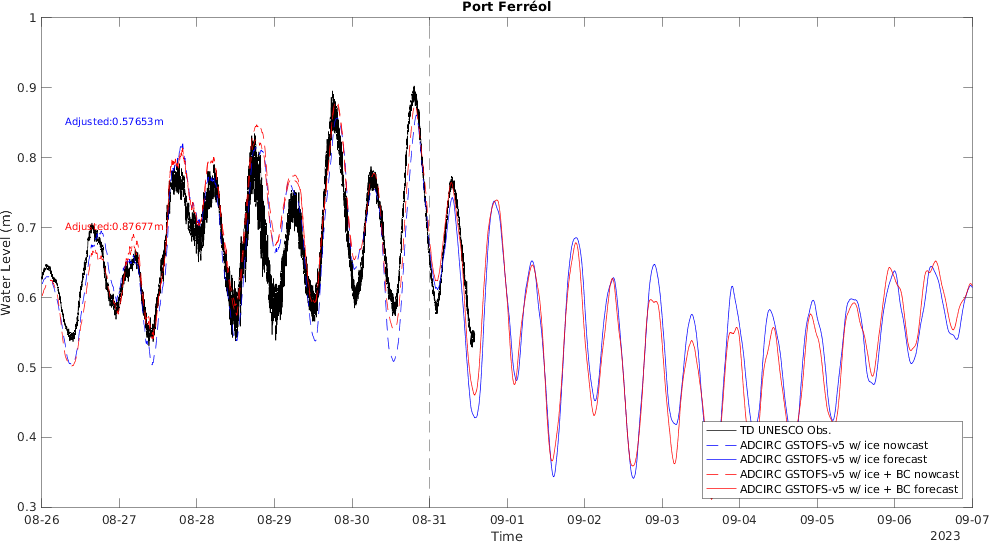 Port Ferréol
1
0.9
0.8
0.7
0.6
0.5
0.4
0.3
Water Level (m)
Adjusted:0.57653m
Adjusted:0.87677m
TD UNESCO Obs.
ADCIRC GSTOFS-v5 w/ ice nowcast
ADCIRC GSTOFS-v5 w/ ice forecast
ADCIRC GSTOFS-v5 w/ ice + BC nowcast
ADCIRC GSTOFS-v5 w/ ice + BC forecast
08-26 08-27 08-28 08-29 08-30 08-31 09-01 09-02 09-03 09-04 09-05 09-06 09-07
Time
2023